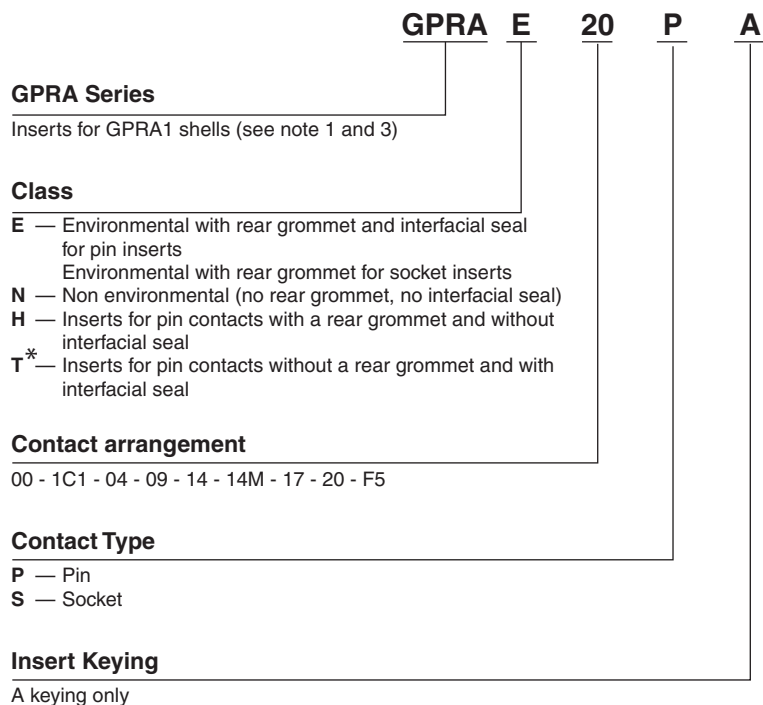 GPRA E 20 P A
GPRA Series
Inserts for GPRA1 shells (see note 1 and 3)
Class
E — Environmental with rear grommet and interfacial seal
for pin inserts
Environmental with rear grommet for socket inserts
N — Non environmental (no rear grommet, no interfacial seal)
H — Inserts for pin contacts with a rear grommet and without
interfacial seal
T*— Inserts for pin contacts without a rear grommet and with
interfacial seal
Contact arrangement
00 - 1C1 - 04 - 09 - 14 - 14M - 17 - 20 - F5
Contact Type
P — Pin
S — Socket
Insert Keying
A keying only